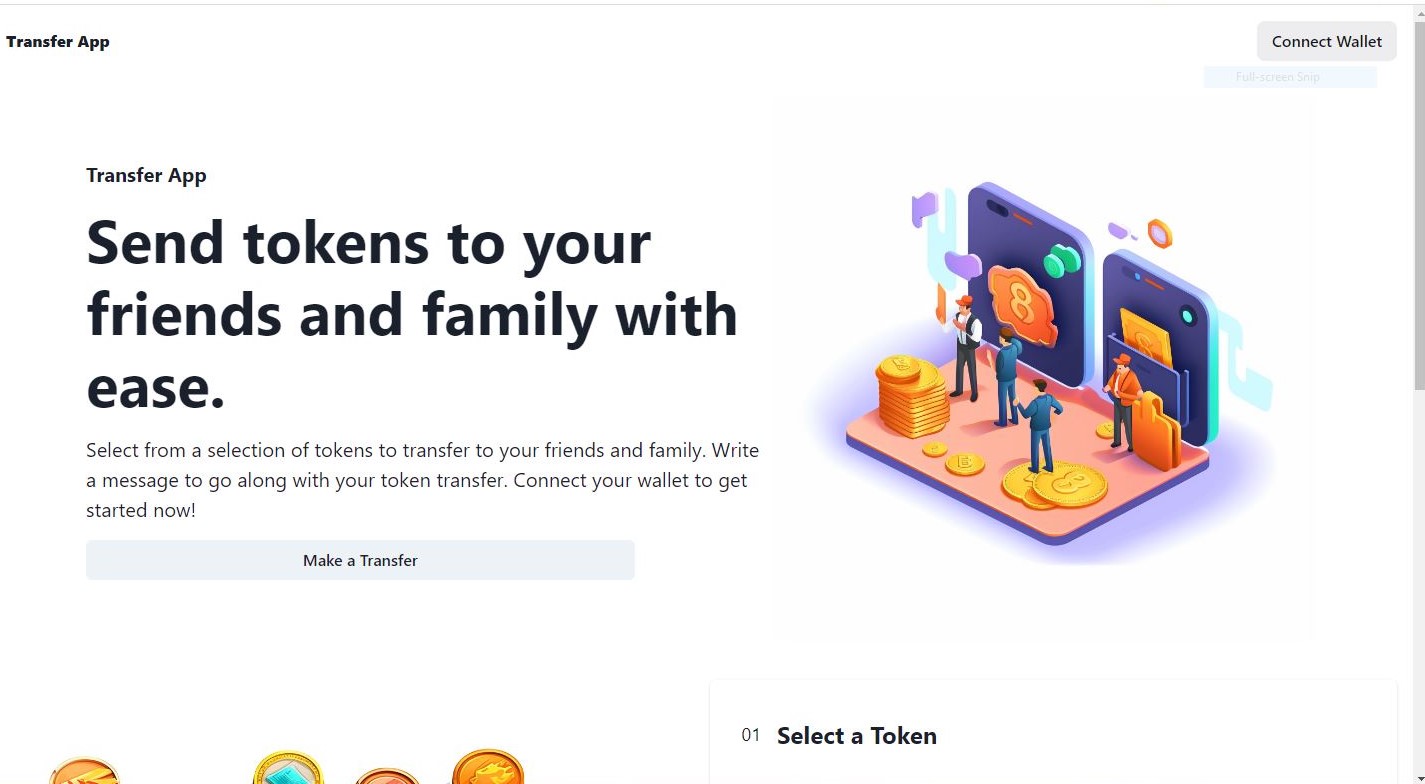 Transfer App
Connect Wallet
Full-screen Snip
Transfer App
Send tokens to your
friends and family with
ease.
Select from a selection of tokens to transfer to your friends and family. Write
a message to go along with your token transfer. Connect your wallet to get
started now!
Make a Transfer
8
01 Select a Token